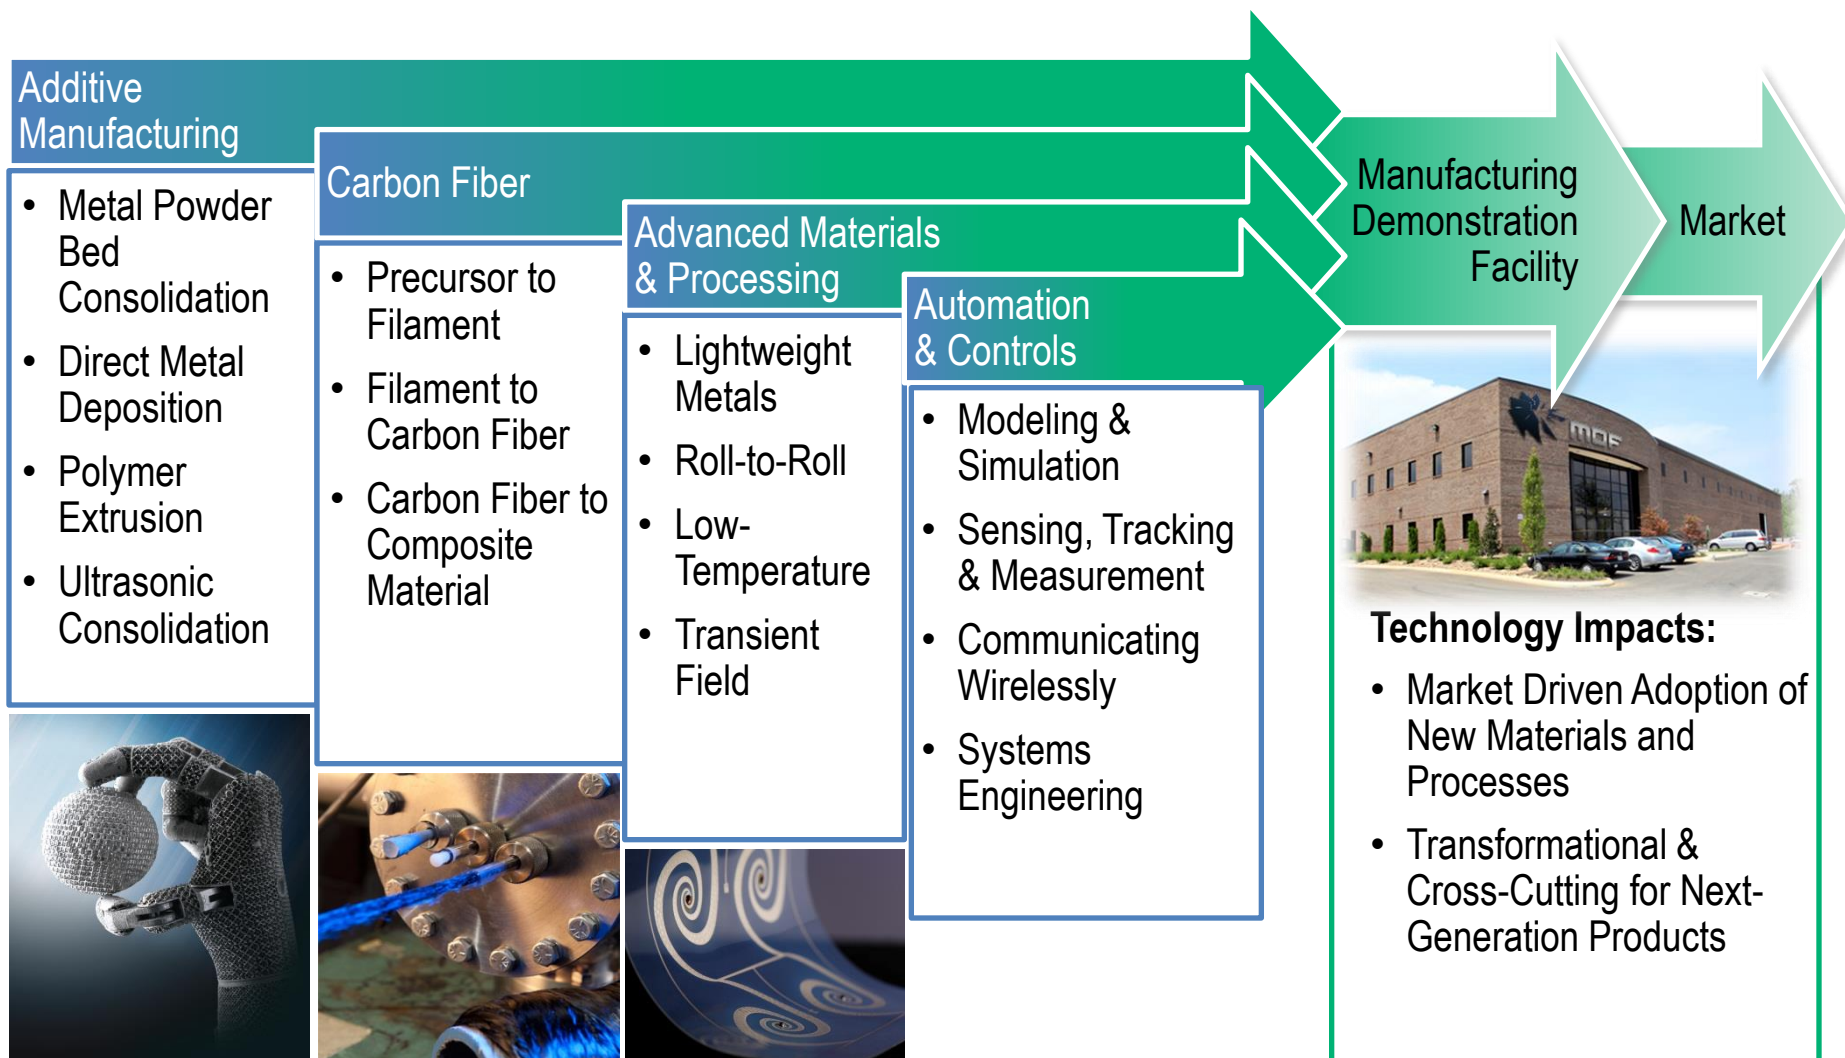 Additive
Manufacturing
• Metal Powder
Bed
Consolidation
• Direct Metal
Deposition
• Polymer
Extrusion
• Ultrasonic
Consolidation
Carbon Fiber
• Precursor to
Filament
• Filament to
Carbon Fiber
• Carbon Fiber to
Composite
Material
Advanced Materials
& Processing
• Lightweight
Metals
• Roll-to-Roll
• Low-
Temperature
• Transient
Field
Automation
& Controls
• Modeling &
Simulation
• Sensing, Tracking
& Measurement
• Communicating
Wirelessly
• Systems
Engineering
Manufacturing
Demonstration
Facility
Market
MDF
Technology Impacts:
• Market Driven Adoption of
New Materials and
Processes
• Transformational &
Cross-Cutting for Next-
Generation Products